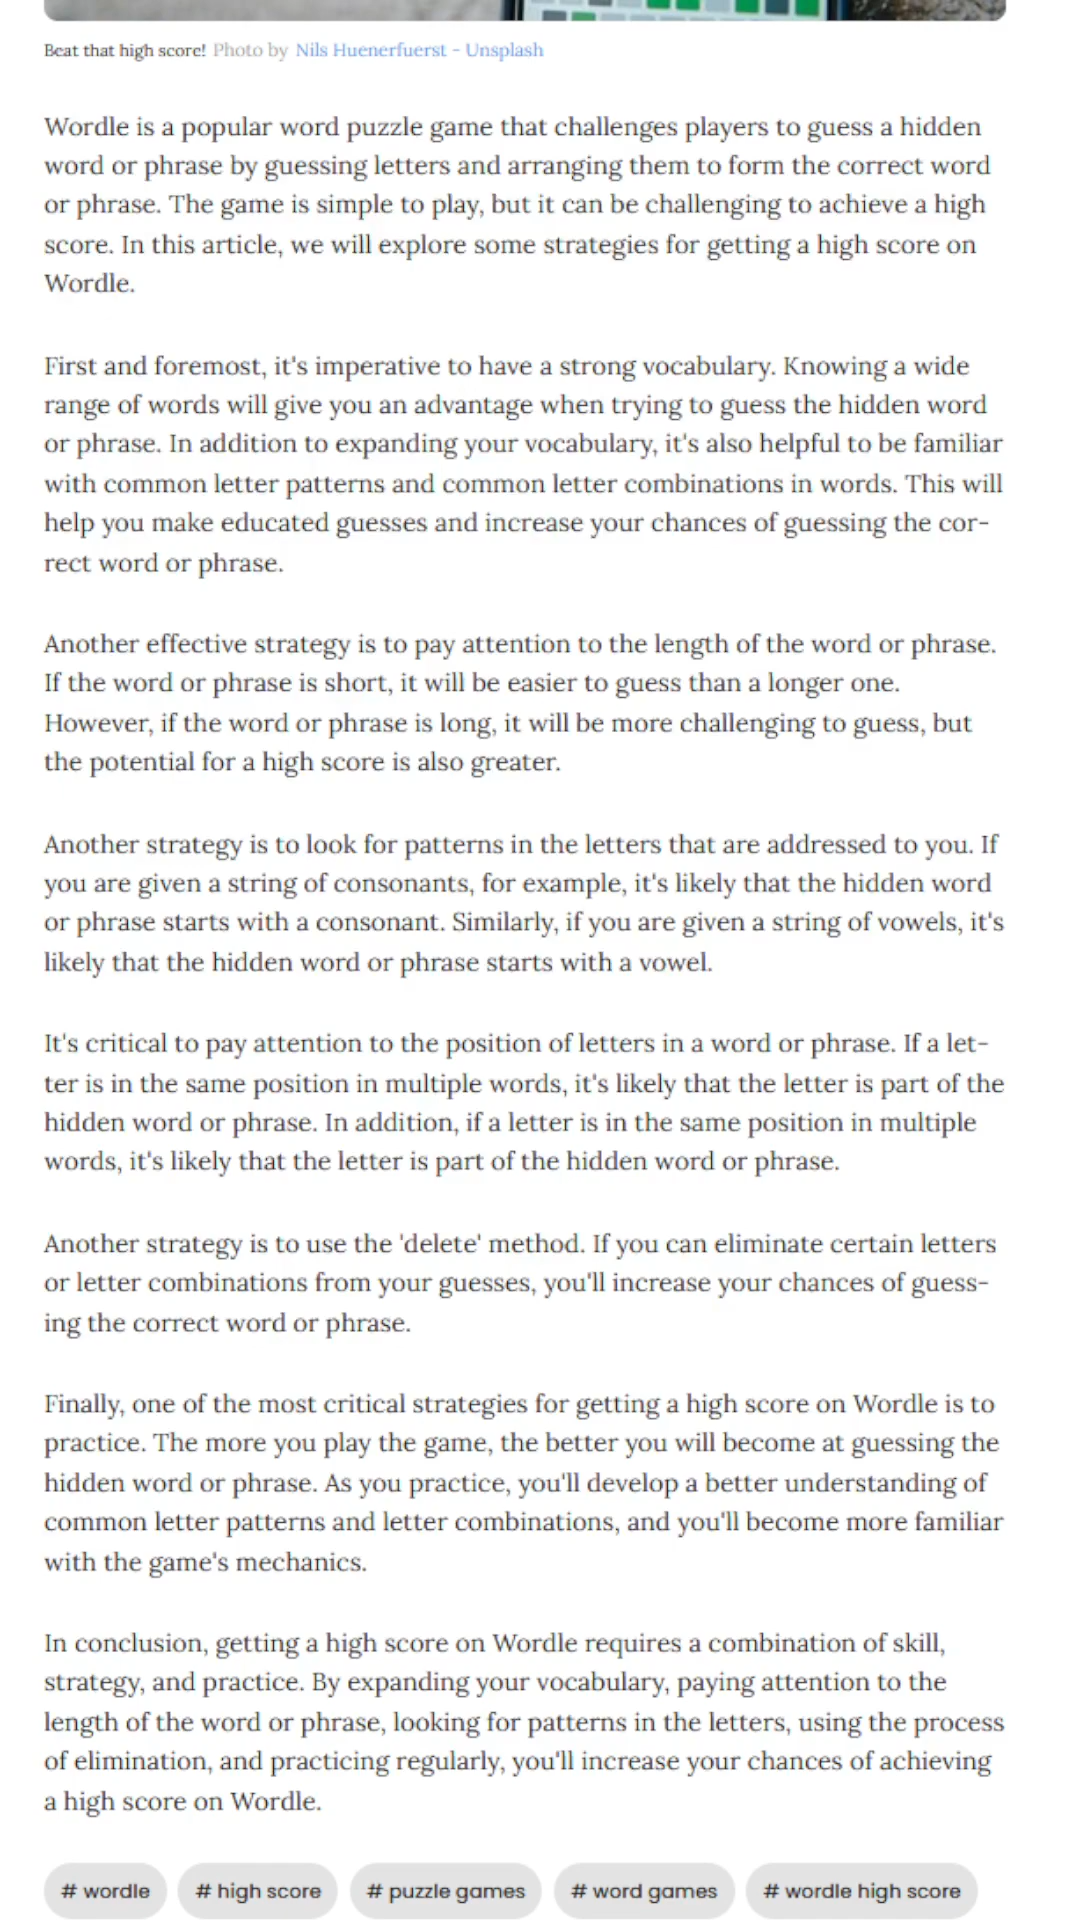 Beat that high score! Photo by Nils Huenerfuerst - Unsplash
Wordle is a popular word puzzle game that challenges players to guess a hidden
word or phrase by guessing letters and arranging them to form the correct word
or phrase. The game is simple to play, but it can be challenging to achieve a high
score. In this article, we will explore some strategies for getting a high score on
Wordle.
First and foremost, it's imperative to have a strong vocabulary. Knowing a wide
range of words will give you an advantage when trying to guess the hidden word
or phrase. In addition to expanding your vocabulary, it's also helpful to be familiar
with common letter patterns and common letter combinations in words. This will
help you make educated guesses and increase your chances of guessing the cor-
rect word or phrase.
Another effective strategy is to pay attention to the length of the word or phrase.
If the word or phrase is short, it will be easier to guess than a longer one.
However, if the word or phrase is long, it will be more challenging to guess, but
the potential for a high score is also greater.
Another strategy is to look for patterns in the letters that are addressed to you. If
you are given a string of consonants, for example, it's likely that the hidden word
or phrase starts with a consonant. Similarly, if you are given a string of vowels, it's
likely that the hidden word or phrase starts with a vowel.
It's critical to pay attention to the position of letters in a word or phrase. If a let-
ter is in the same position in multiple words, it's likely that the letter is part of the
hidden word or phrase. In addition, if a letter is in the same position in multiple
words, it's likely that the letter is part of the hidden word or phrase.
Another strategy is to use the 'delete' method. If you can eliminate certain letters
or letter combinations from your guesses, you'll increase your chances of guess-
ing the correct word or phrase.
Finally, one of the most critical strategies for getting a high score on Wordle is to
practice. The more you play the game, the better you will become at guessing the
hidden word or phrase. As you practice, you'll develop a better understanding of
common letter patterns and letter combinations, and you'll become more familiar
with the game's mechanics.
In conclusion, getting a high score on Wordle requires a combination of skill,
strategy, and practice. By expanding your vocabulary, paying attention to the
length of the word or phrase, looking for patterns in the letters, using the process
of elimination, and practicing regularly, you'll increase your chances of achieving
a high score on Wordle.
# wordle # high score # puzzle games # word games # wordle high score